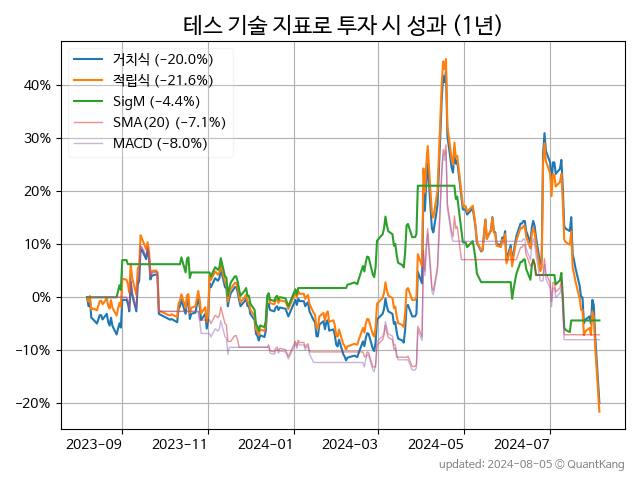 테스 기술 지표로 투자 시 성과 (1년)
거치식 (−20.0%)
적립식 (−21.6%)
SigM (−4.4%)
SMA(20) (−7.1%)
MACD (−8.0%)
40%
30%
20%
10%
0%
−10%
−20%
2023-09 2023-11 2024-01 2024-03 2024-05 2024-07
updated: 2024-08-05 © QuantKang